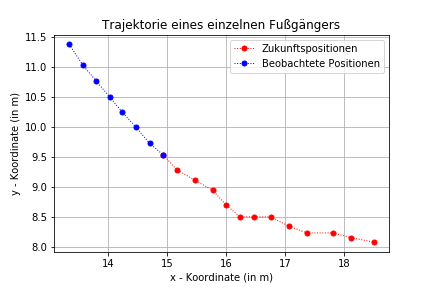 Trajektorie eines einzelnen Fußgängers
Zukunftspositionen
Beobachtete Positionen
y - Koordinate (in m)
11.5
11.0
10.5
10.0
9.5
9.0
8.5
8.0
14 15 16 17 18
x - Koordinate (in m)